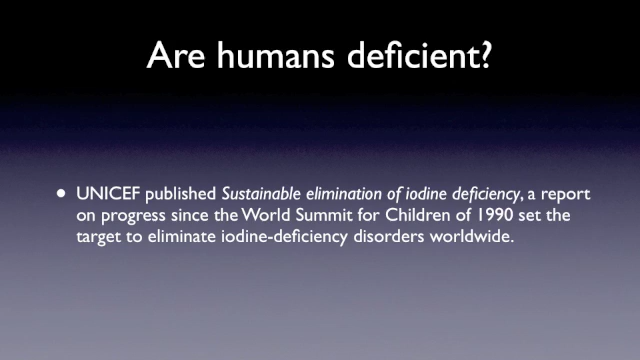 Are humans deficient?
• UNICEF published Sustainable elimination of iodine deficiency, a report
on progress since the World Summit for Children of 1990 set the
target to eliminate iodine-deficiency disorders worldwide.